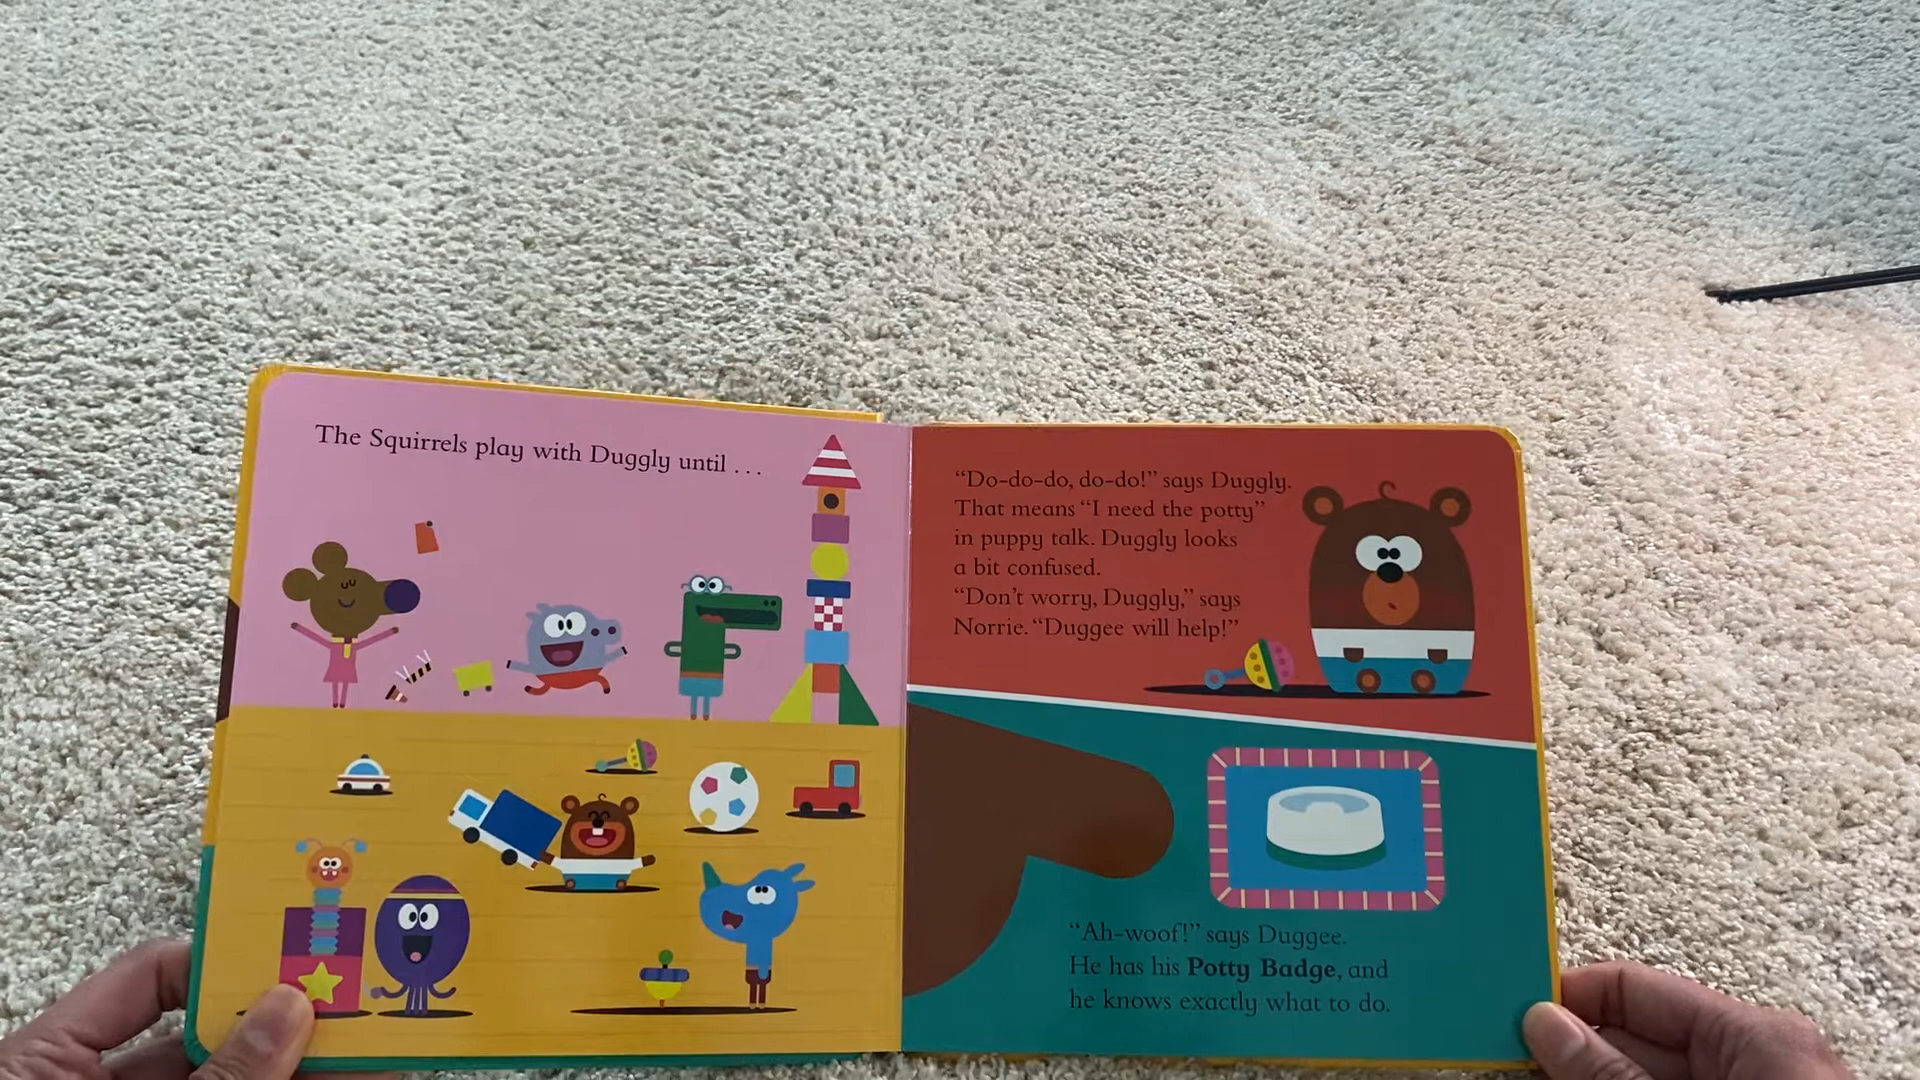 The Squirrels play with Duggly until . . .
“Do-do-do, do-do!” says Duggly.
That means “I need the potty”
in puppy talk. Duggly looks
a bit confused.
“Don’t worry, Duggly,” says
Norrie. “Duggee will help!”
“Ah-woof!” says Duggee.
He has his Potty Badge, and
he knows exactly what to do.